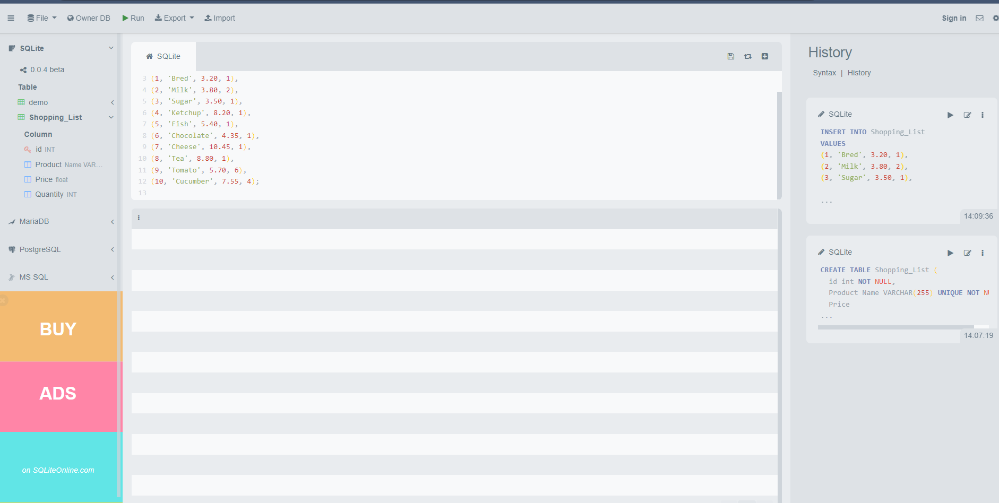 File Owner DB Run Export Import
Sign in
SQLite
0.0.4 beta
Table
demo
Shopping_List
Column
id INT
Product Name VAR...
Price float
Quantity INT
MariaDB
PostgreSQL
MS SQL
BUY
ADS
on SQLiteOnline.com
SQLite
3 (1, 'Bred', 3.20, 1),
4 (2, 'Milk', 3.80, 2),
5 (3, 'Sugar', 3.50, 1),
6 (4, 'Ketchup', 8.20, 1),
7 (5, 'Fish', 5.40, 1),
8 (6, 'Chocolate', 4.35, 1),
9 (7, 'Cheese', 10.45, 1),
10 (8, 'Tea', 8.80, 1),
11 (9, 'Tomato', 5.70, 6),
12 (10, 'Cucumber', 7.55, 4);
13
History
Syntax | History
SQLite
INSERT INTO Shopping_List
VALUES
(1, 'Bred', 3.20, 1),
(2, 'Milk', 3.80, 2),
(3, 'Sugar', 3.50, 1),
...
14:09:36
SQLite
CREATE TABLE Shopping_List (
id int NOT NULL,
Product Name VARCHAR(255) UNIQUE NOT NU
Price
...
14:07:19